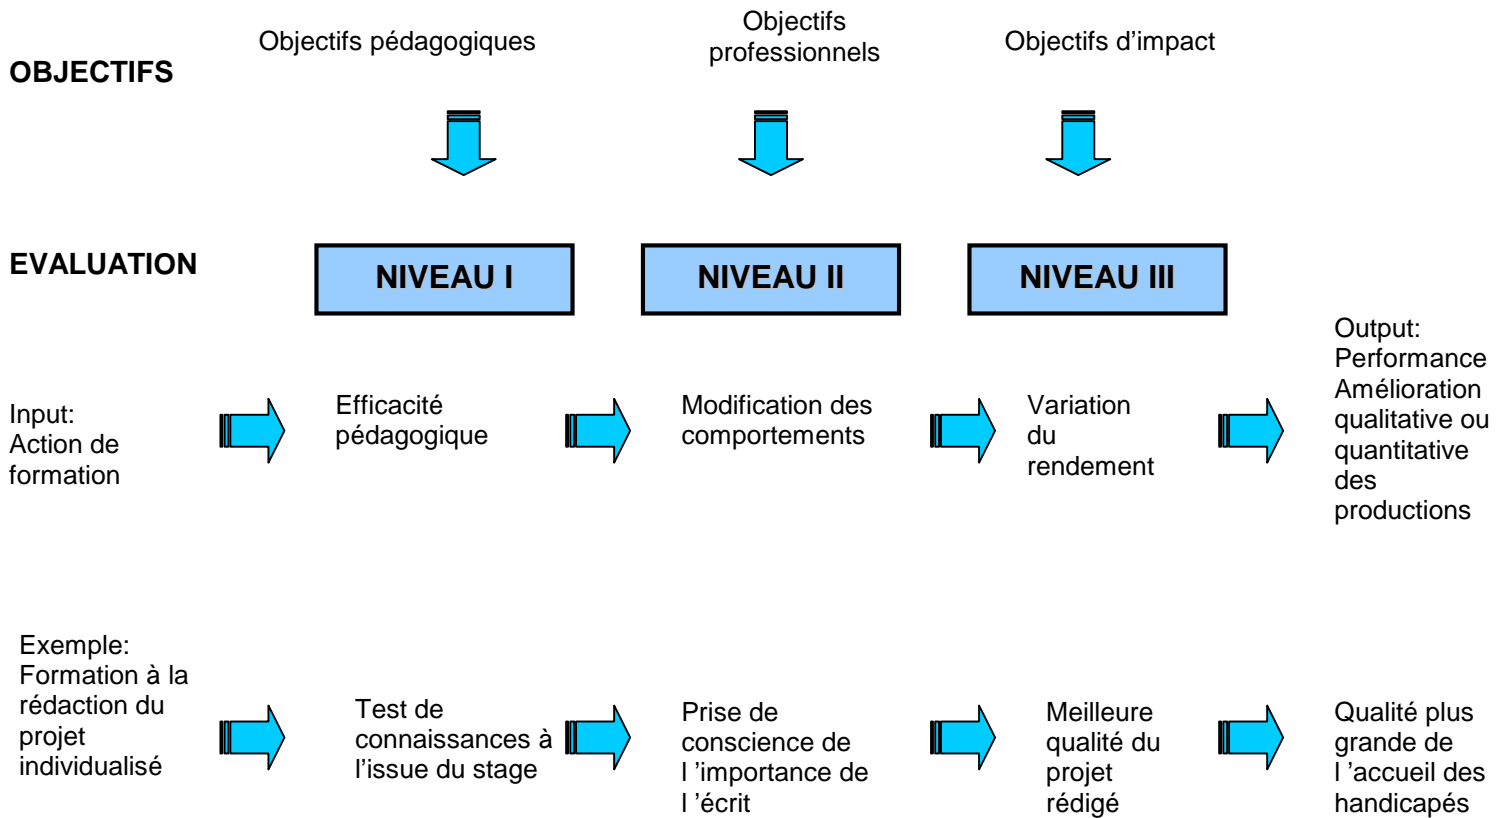 OBJECTIFS
Objectifs pédagogiques
Objectifs
professionnels
Objectifs d’impact
EVALUATION
NIVEAU I
NIVEAU II
NIVEAU III
Input:
Action de
formation
Efficacité
pédagogique
Modification des
comportements
Variation
du
rendement
Output:
Performance
Amélioration
qualitative ou
quantitative
des
productions
Exemple:
Formation à la
rédaction du
projet
individualisé
Test de
connaissances à
l’issue du stage
Prise de
conscience de
l ’importance de
l ’écrit
Meilleure
qualité du
projet
rédigé
Qualité plus
grande de
l ’accueil des
handicapés